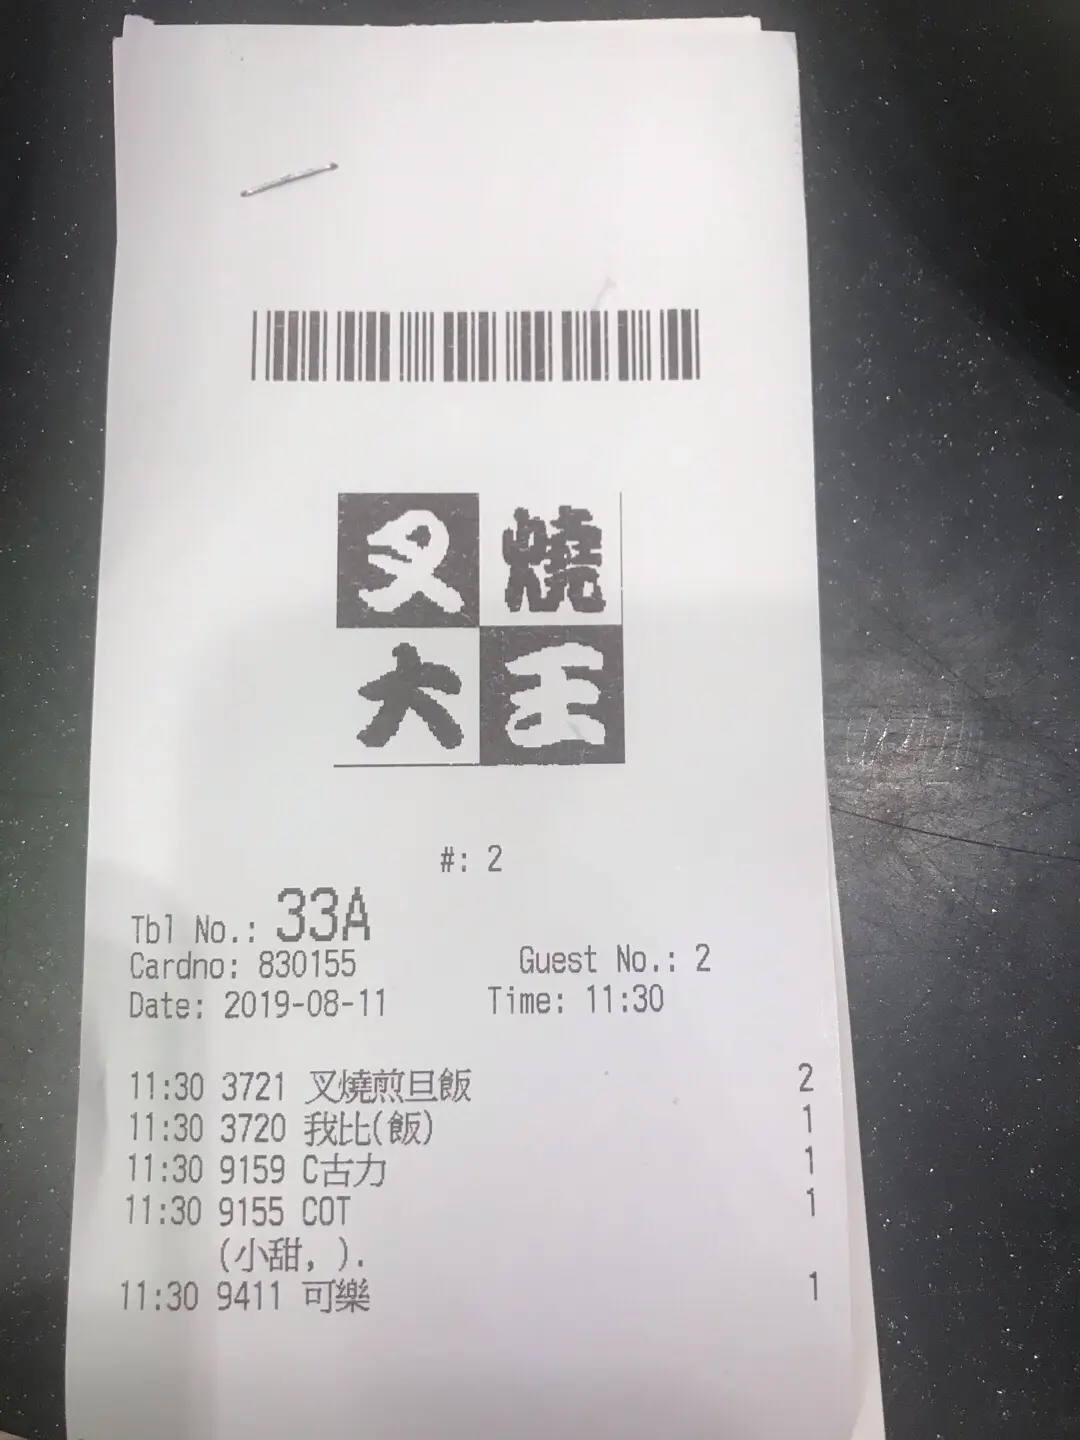 叉燒
大王
#: 2
Tbl No.: 33A
Cardno: 830155 Guest No.: 2
Date: 2019-08-11 Time: 11:30
11:30 3721 叉燒煎旦飯 2
11:30 3720 我比(飯) 1
11:30 9159 C古力 1
11:30 9155 COT 1
(小甜, ).
11:30 9411 可樂 1